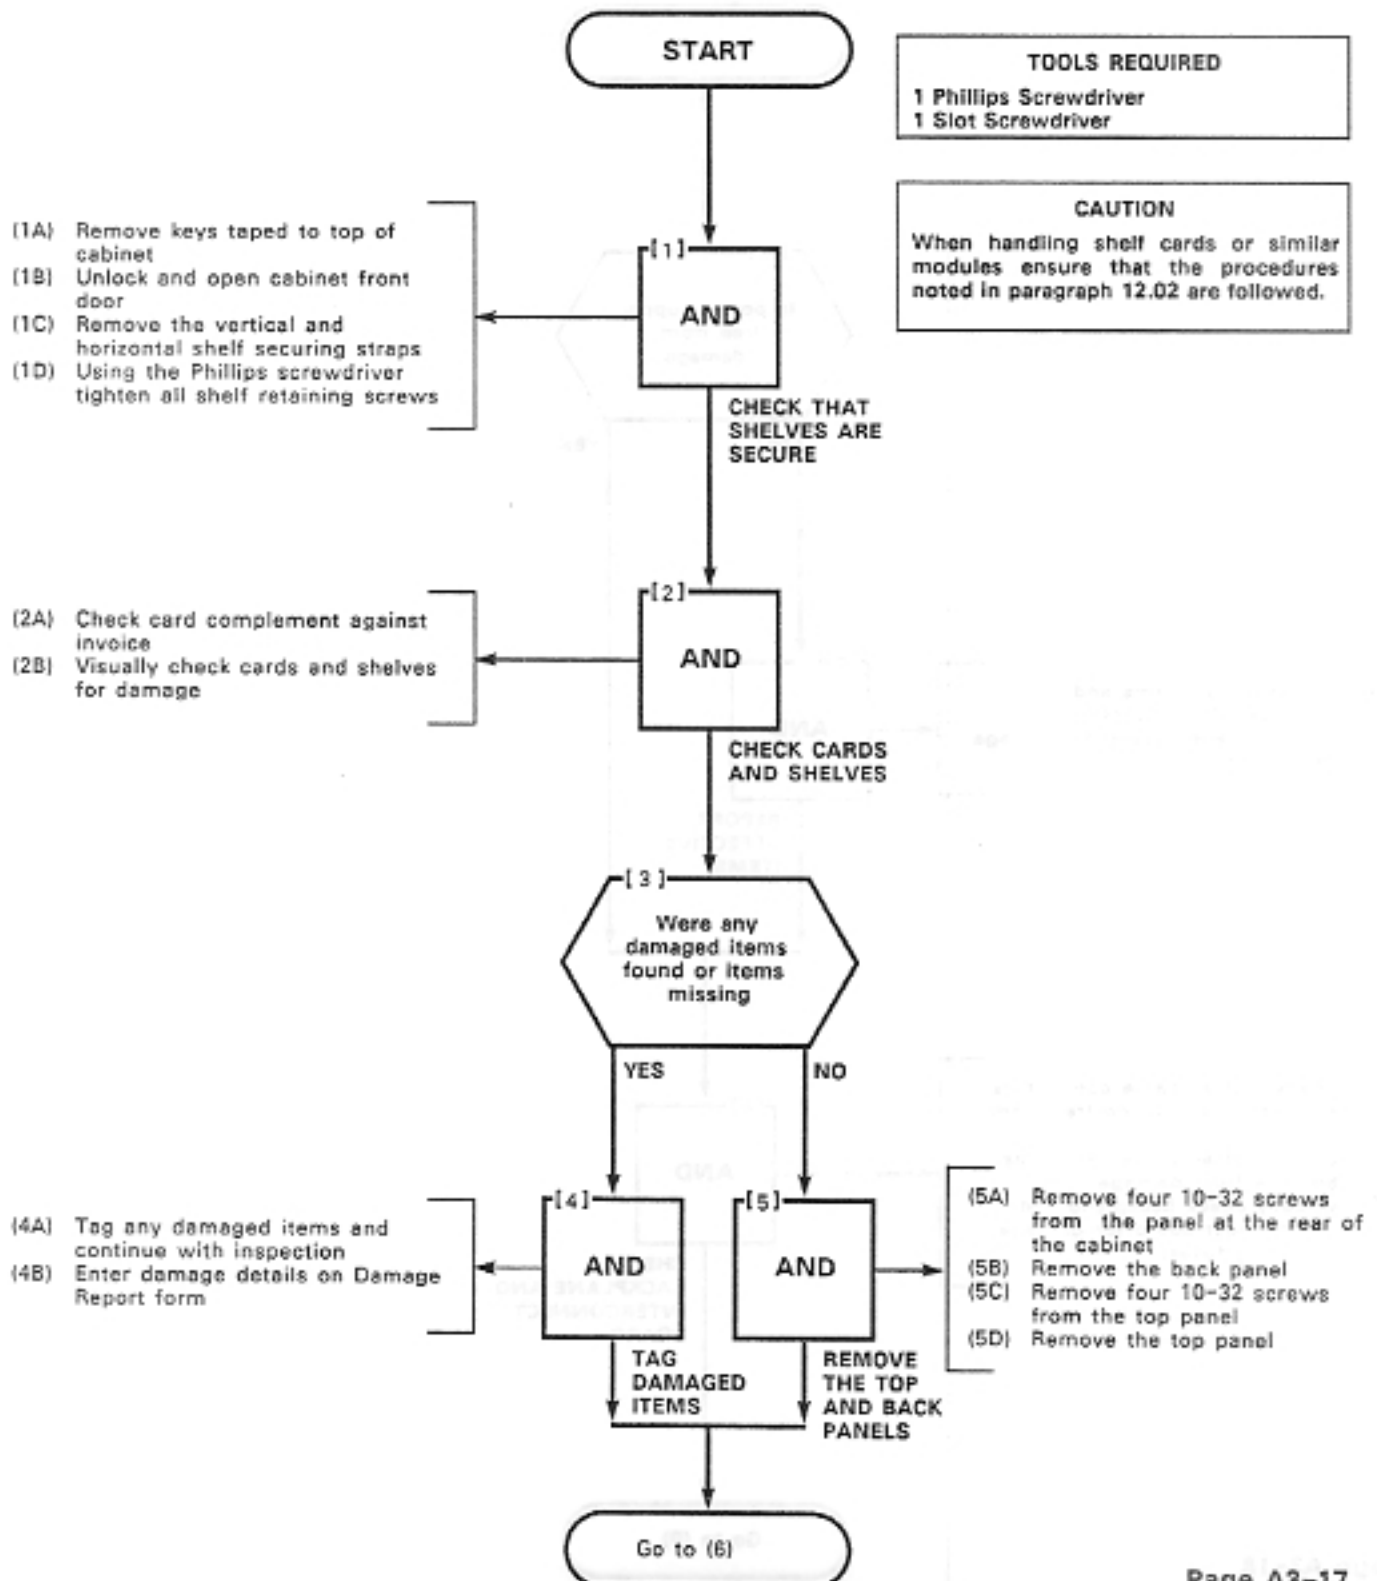 START
TOOLS REQUIRED
1 Phillips Screwdriver
1 Slot Screwdriver
CAUTION
When handling shelf cards or similar
modules ensure that the procedures
noted in paragraph 12.02 are followed.
(1A) Remove keys taped to top of
cabinet
(1B) Unlock and open cabinet front
door
(1C) Remove the vertical and
horizontal shelf securing straps
(1D) Using the Phillips screwdriver
tighten all shelf retaining screws
[1]
AND
CHECK THAT
SHELVES ARE
SECURE
(2A) Check card complement against
invoice
(2B) Visually check cards and shelves
for damage
[2]
AND
CHECK CARDS
AND SHELVES
[3]
Were any
damaged items
found or items
missing
YES
NO
(4A) Tag any damaged items and
continue with inspection
(4B) Enter damage details on Damage
Report form
[4]
AND
TAG
DAMAGED
ITEMS
[5]
AND
REMOVE
THE TOP
AND BACK
PANELS
(5A) Remove four 10-32 screws
from the panel at the rear of
the cabinet
(5B) Remove the back panel
(5C) Remove four 10-32 screws
from the top panel
(5D) Remove the top panel
Go to (6)
Page A3-17